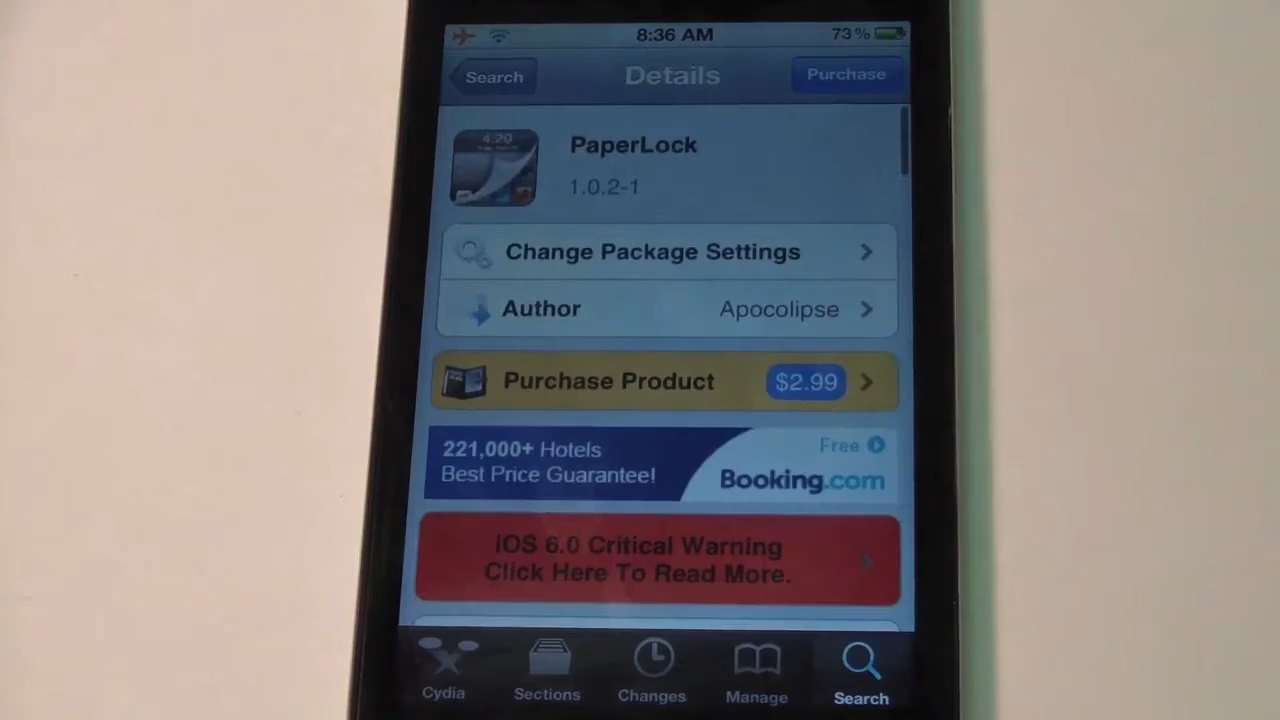 8:36 AM
73%
Search
Details
Purchase
4:20
PaperLock
1.0.2-1
Change Package Settings
Author
Apocolipse
Purchase Product
$2.99
221,000+ Hotels
Best Price Guarantee!
Free
Booking.com
iOS 6.0 Critical Warning
Click Here To Read More.
Cydia
Sections
Changes
Manage
Search